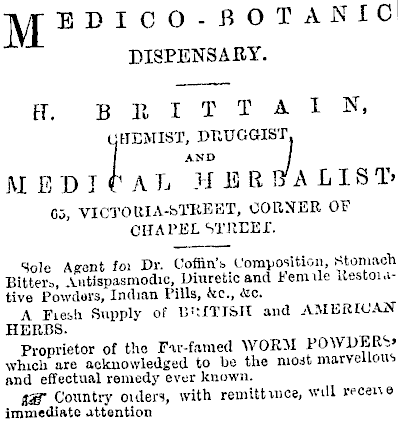 MEDICO-BOTANIC
DISPENSARY.
H. BRITTAIN,
CHEMIST, DRUGGIST,
AND
MEDICAL HERBALIST,
65, VICTORIA-STREET, CORNER OF
CHAPEL STREET.
Sole Agent for Dr. Coffin's Composition, Stomach
Bitters, Antispasmodic, Diuretic and Female Restora-
tive Powders, Indian Pills, &c., &c.
A Fresh Supply of BRITISH and AMERICAN
HERBS.
Proprietor of the Far-famed WORM POWDERS,
which are acknowledged to be the most marvellous
and effectual remedy ever known.
☞ Country orders, with remittance, will receive
immediate attention